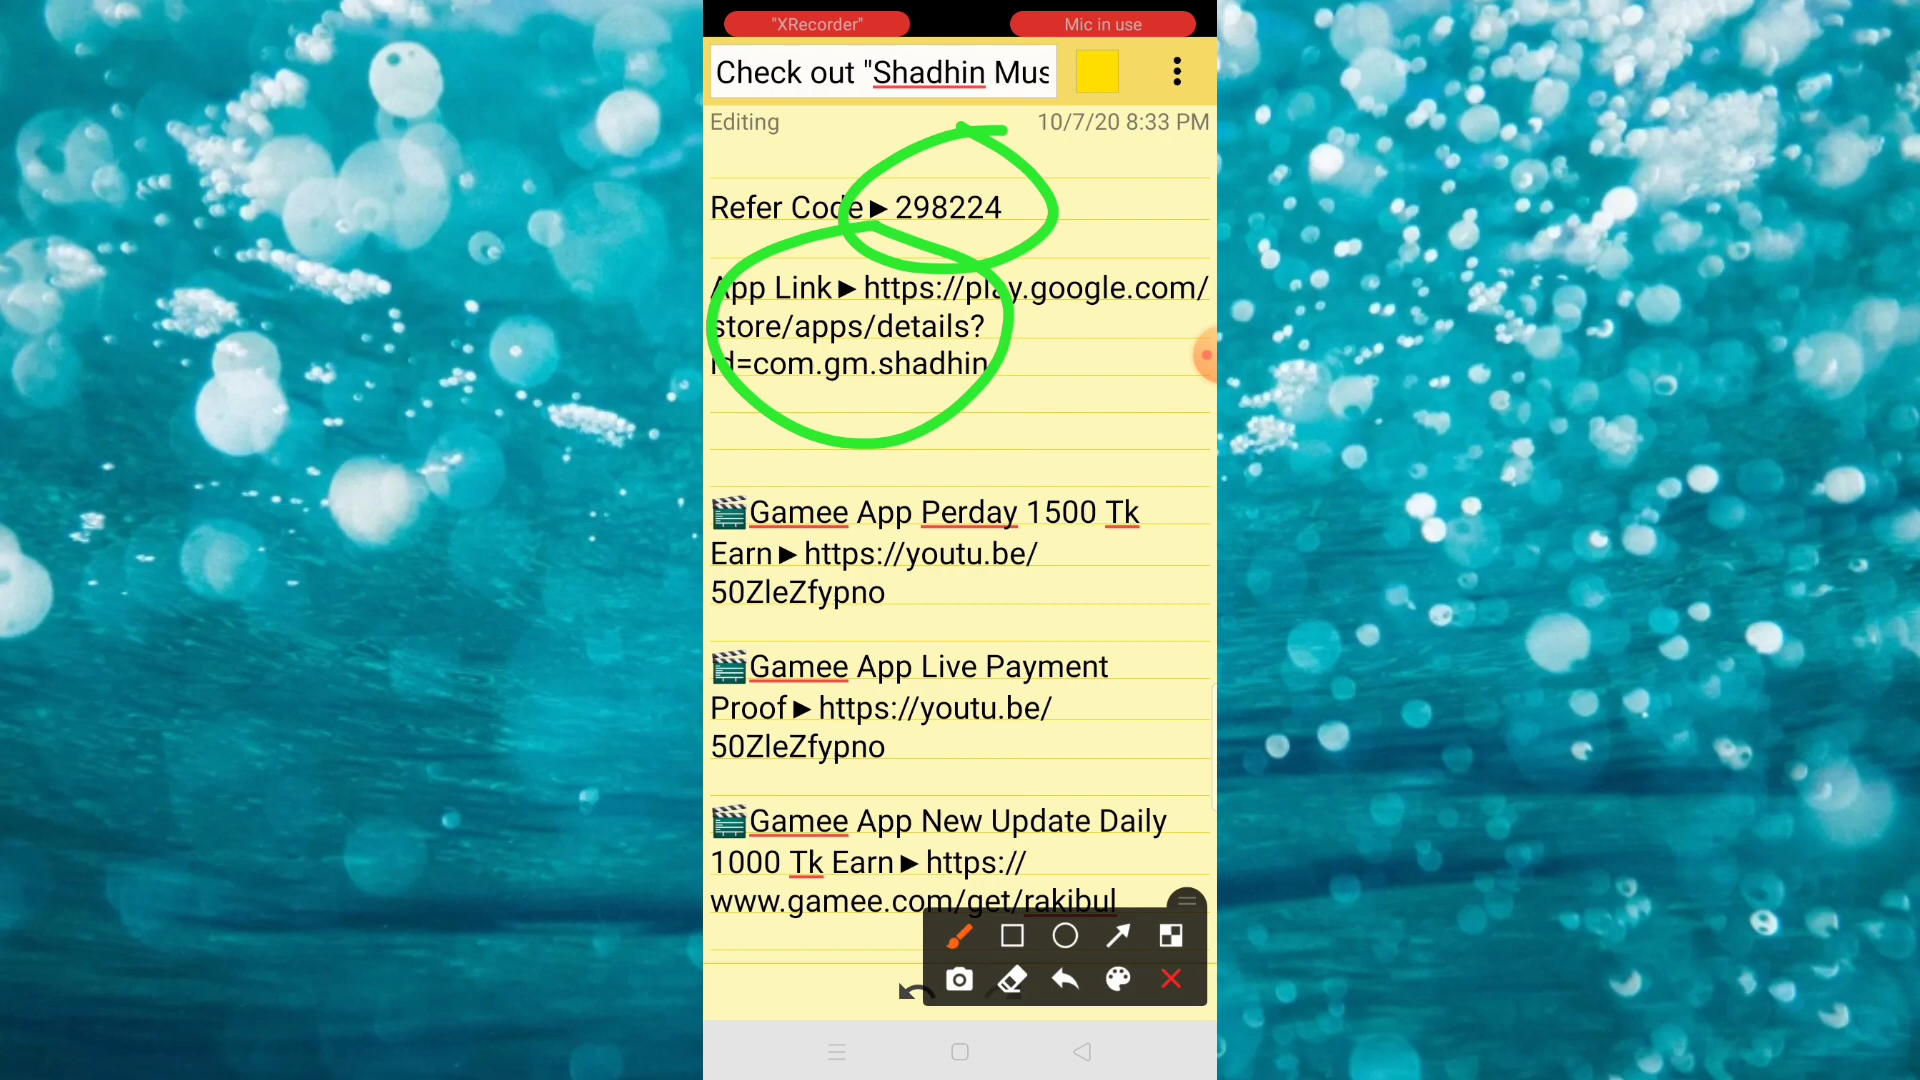 "XRecorder"
Mic in use
Check out "Shadhin Mus
Editing
10/7/20 8:33 PM
Refer Code►298224
App Link►https://play.google.com/
store/apps/details?
id=com.gm.shadhin
🎬Gamee App Perday 1500 Tk
Earn►https://youtu.be/
50ZleZfypno
🎬Gamee App Live Payment
Proof►https://youtu.be/
50ZleZfypno
🎬Gamee App New Update Daily
1000 Tk Earn►https://
www.gamee.com/get/rakibul